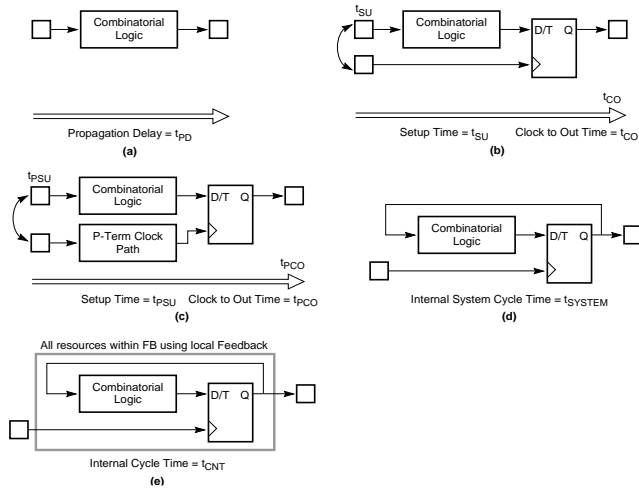 Combinatorial
Logic
Propagation Delay = tPD
(a)
tSU
Combinatorial
Logic
D/T Q
tCO
Setup Time = tSU Clock to Out Time = tCO
(b)
tPSU
Combinatorial
Logic
D/T Q
P-Term Clock
Path
tPCO
Setup Time = tPSU Clock to Out Time = tPCO
(c)
Combinatorial
Logic
D/T Q
Internal System Cycle Time = tSYSTEM
(d)
All resources within FB using local Feedback
Combinatorial
Logic
D/T Q
Internal Cycle Time = tCNT
(e)